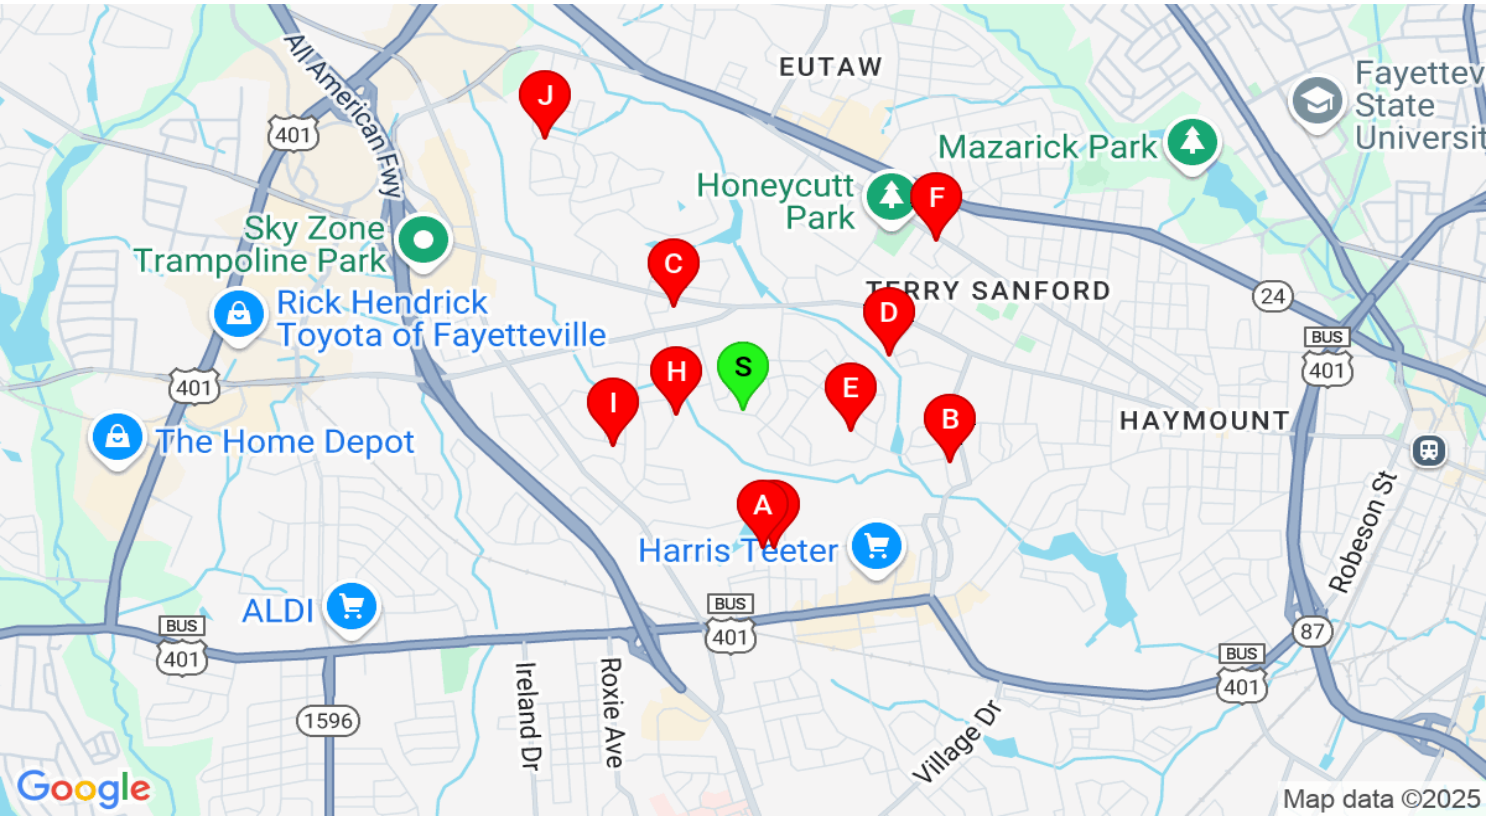 EUTAW
All American Fwy
401
J
Fayettev
State
Universit
Mazarick Park
Honeycutt
Park
F
Sky Zone
Trampoline Park
C
TERRY SANFORD
24
Rick Hendrick
Toyota of Fayetteville
D
BUS
401
401
H
S
E
I
B
HAYMOUNT
The Home Depot
A
Harris Teeter
Robeson St
ALDI
BUS
401
BUS
401
87
BUS
401
Ireland Dr
Roxie Ave
1596
Village Dr
Google
Map data ©2025